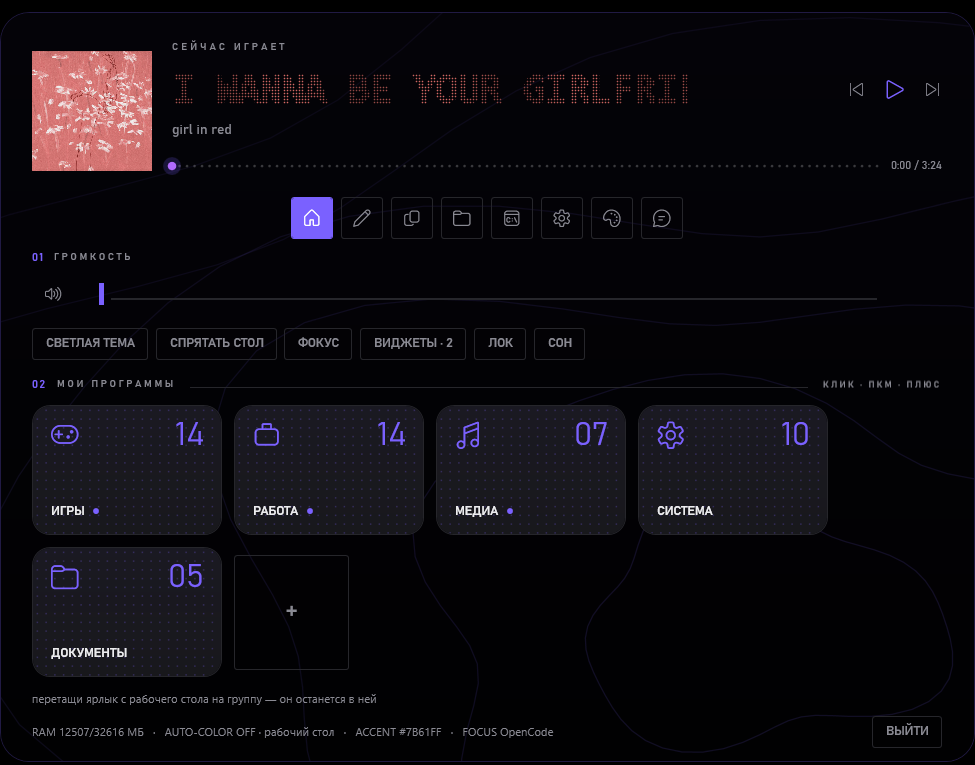 СЕЙЧАС ИГРАЕТ
I WANNA BE YOUR GIRLFRI
girl in red
0:00 / 3:24
C:\
01 ГРОМКОСТЬ
СВЕТЛАЯ ТЕМА СПРЯТАТЬ СТОЛ ФОКУС ВИДЖЕТЫ · 2 ЛОК СОН
02 МОИ ПРОГРАММЫ КЛИК · ПКМ · ПЛЮС
14 14 07 10
ИГРЫ РАБОТА МЕДИА СИСТЕМА
05
+
ДОКУМЕНТЫ
перетащи ярлык с рабочего стола на группу — он останется в ней
RAM 12507/32616 МБ · AUTO-COLOR OFF · рабочий стол · ACCENT #7B61FF · FOCUS OpenCode
ВЫЙТИ